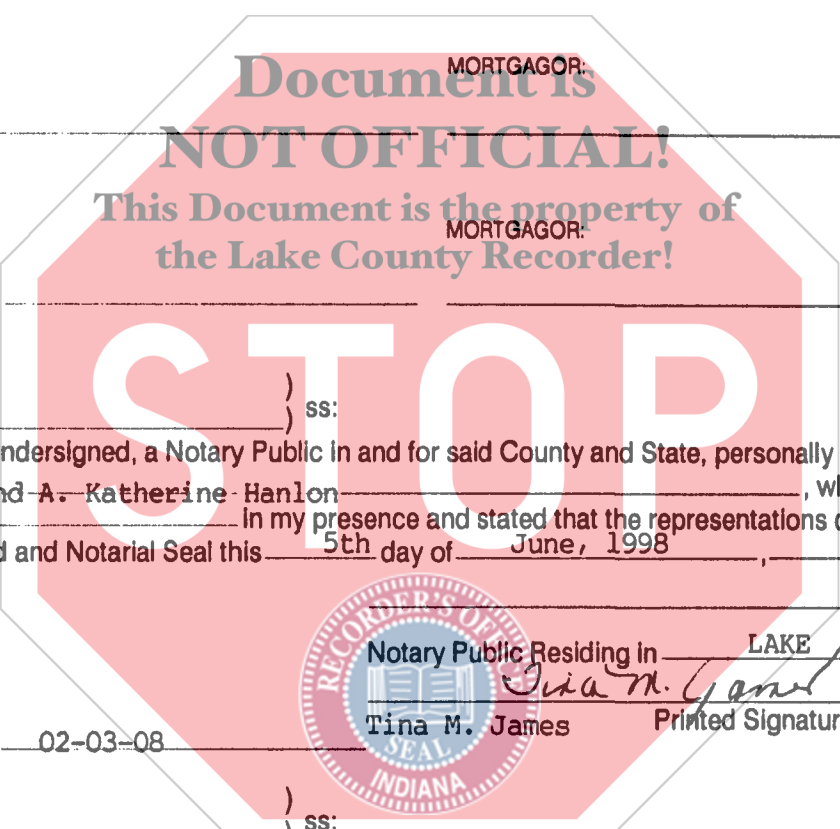 Document is
MORTGAGOR:
NOT OFFICIAL!
This Document is the property of
MORTGAGOR:
the Lake County Recorder!
STOP
)
) ss:
ndersigned, a Notary Public in and for said County and State, personally
nd A. Katherine Hanlon , wh
in my presence and stated that the representations
d and Notarial Seal this 5th day of June, 1998 ,
RECORDER'S OFFICE
Notary Public Residing in LAKE
Tina M. James
Tina M. James Printed Signatur
SEAL
02-03-08
INDIANA
)
) ss: